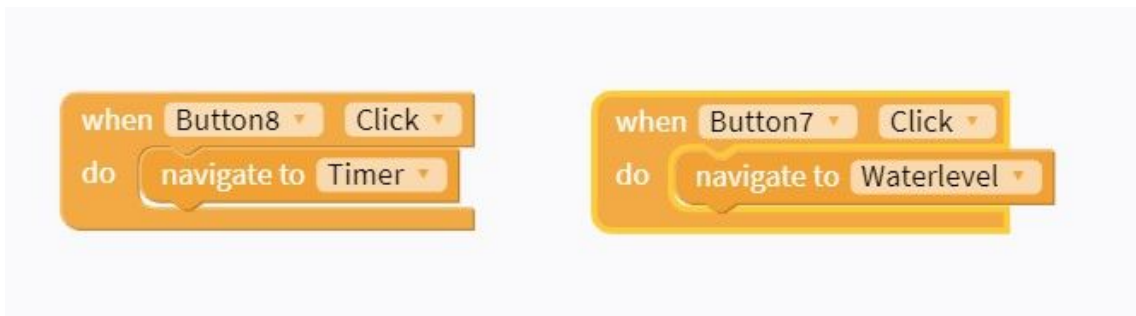 when Button8 Click
do navigate to Timer
when Button7 Click
do navigate to Waterlevel